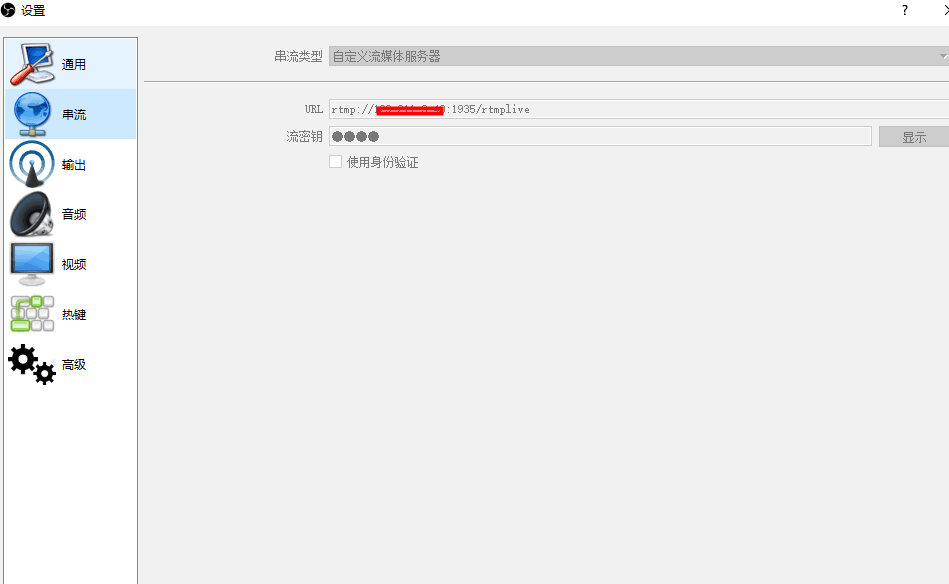 设置
?
通用
串流
输出
音频
视频
热键
高级
串流类型 自定义流媒体服务器
URL rtmp:// :1935/rtmplive
流密钥 ●●●● 显示
使用身份验证